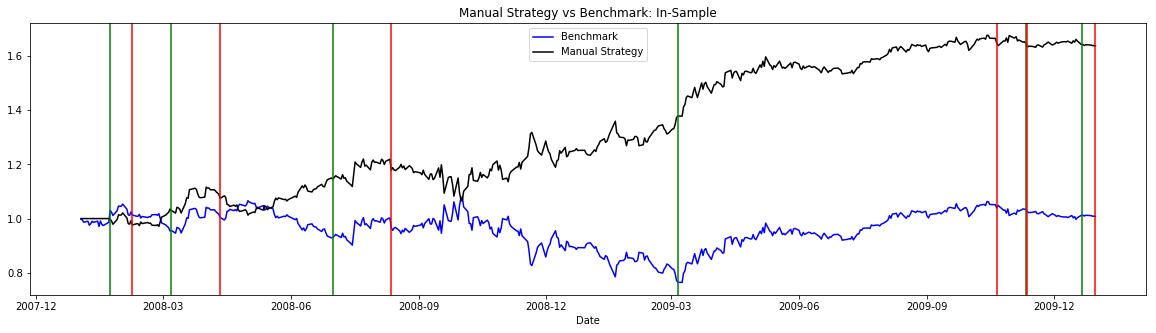 Manual Strategy vs Benchmark: In-Sample
Benchmark
Manual Strategy
1.6
1.4
1.2
1.0
0.8
2007-12 2008-03 2008-06 2008-09 2008-12 2009-03 2009-06 2009-09 2009-12
Date